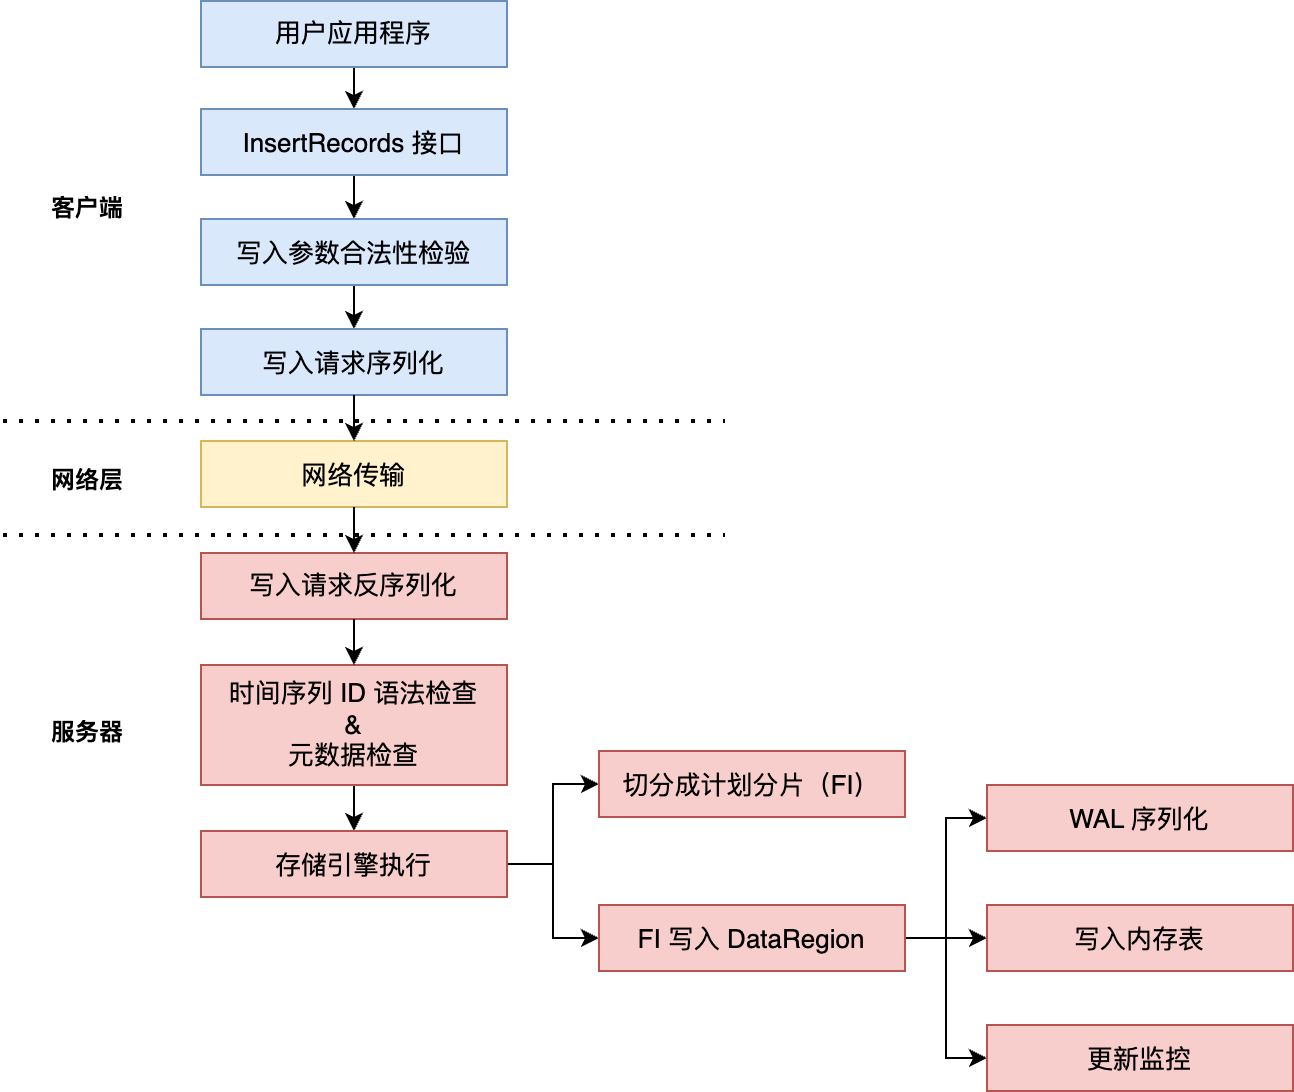 用户应用程序
InsertRecords 接口
客户端
写入参数合法性检验
写入请求序列化
网络层
网络传输
写入请求反序列化
服务器
时间序列 ID 语法检查
&
元数据检查
存储引擎执行
切分成计划分片（FI）
FI 写入 DataRegion
WAL 序列化
写入内存表
更新监控